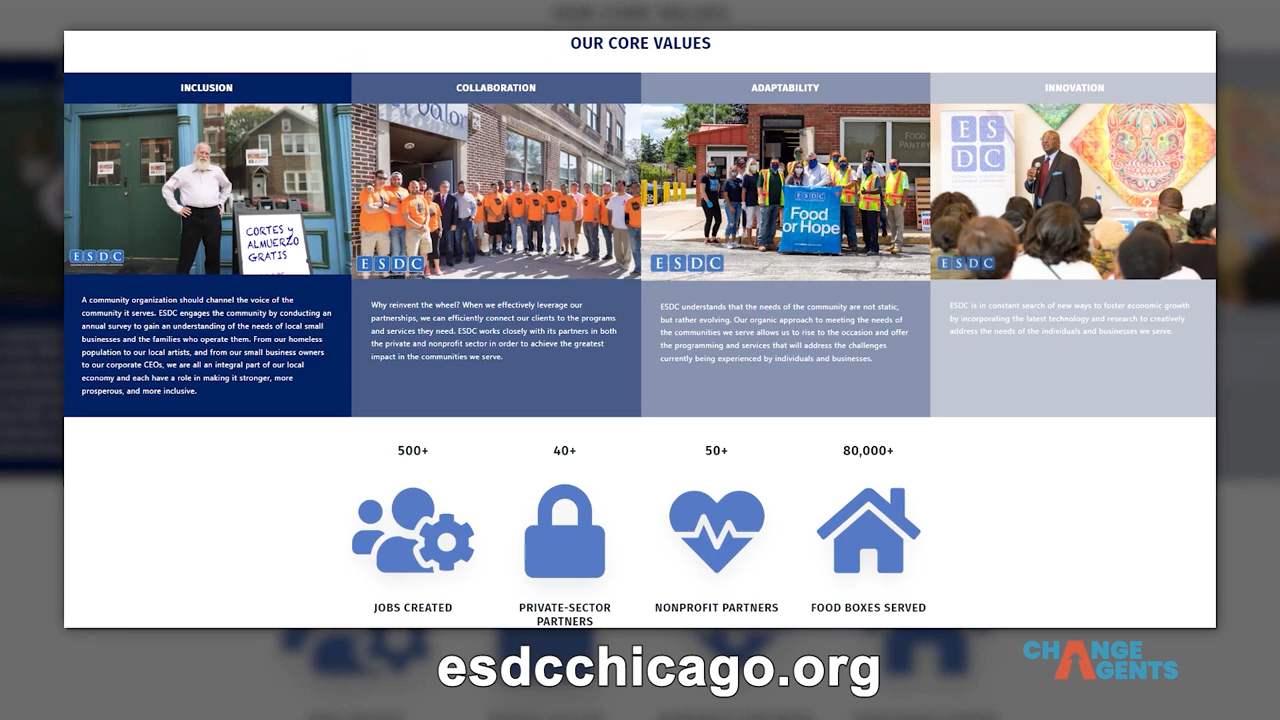 OUR CORE VALUES
INCLUSION
COLLABORATION
ADAPTABILITY
INNOVATION
CORTES y
ALMUERZO
GRATIS
ESDC
ESDC
FOOD
PANTRY
ESDC
Food
for Hope
ESDC
ES
DC
ESDC
A community organization should channel the voice of the
community it serves. ESDC engages the community by conducting an
annual survey to gain an understanding of the needs of local small
businesses and the families who operate them. From our homeless
population to our local artists, and from our small business owners
to our corporate CEOs, we are all an integral part of our local
economy and each have a role in making it stronger, more
prosperous, and more inclusive.
Why reinvent the wheel? When we effectively leverage our
partnerships, we can efficiently connect our clients to the programs
and services they need. ESDC works closely with its partners in both
the private and nonprofit sector in order to achieve the greatest
impact in the communities we serve.
ESDC understands that the needs of the community are not static,
but rather evolving. Our organic approach to meeting the needs of
the communities we serve allows us to rise to the occasion and offer
the programming and services that will address the challenges
currently being experienced by individuals and businesses.
ESDC is in constant search of new ways to foster economic growth
by incorporating the latest technology and research to creatively
address the needs of the individuals and businesses we serve.
500+
40+
50+
80,000+
JOBS CREATED
PRIVATE-SECTOR
PARTNERS
NONPROFIT PARTNERS
FOOD BOXES SERVED
esdcchicago.org
CHANGE
AGENTS